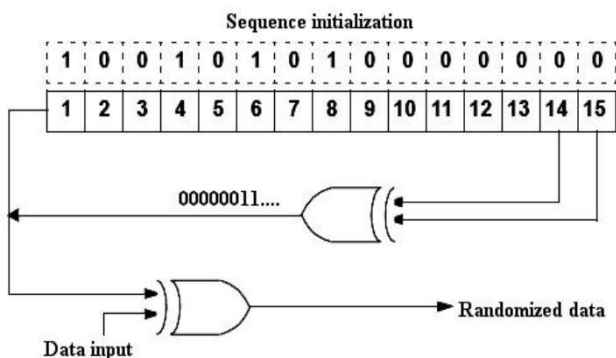 Sequence initialization
1 0 0 1 0 1 0 1 0 0 0 0 0 0 0
1 2 3 4 5 6 7 8 9 10 11 12 13 14 15
00000011....
Randomized data
Data input